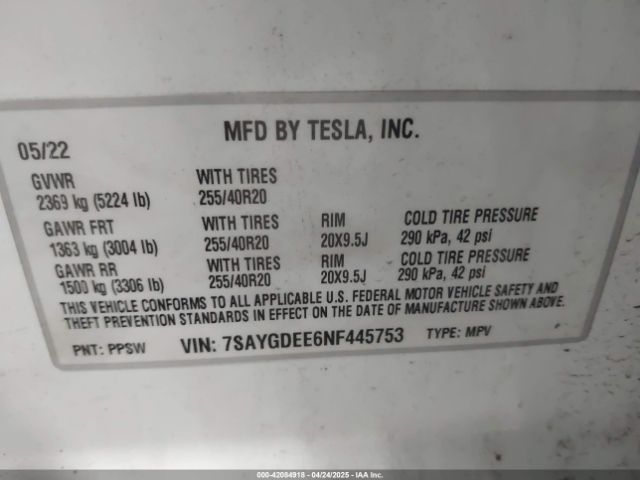 MFD BY TESLA, INC.
05/22
GVWR WITH TIRES
2369 kg (5224 lb) 255/40R20
GAWR FRT WITH TIRES RIM COLD TIRE PRESSURE
1363 kg (3004 lb) 255/40R20 20X9.5J 290 kPa, 42 psi
GAWR RR WITH TIRES RIM COLD TIRE PRESSURE
1500 kg (3306 lb) 255/40R20 20X9.5J 290 kPa, 42 psi
THIS VEHICLE CONFORMS TO ALL APPLICABLE U.S. FEDERAL MOTOR VEHICLE SAFETY AND
THEFT PREVENTION STANDARDS IN EFFECT ON THE DATE OF MANUFACTURE SHOWN ABOVE.
PNT: PPSW VIN: 7SAYGDEE6NF445753 TYPE: MPV
000-42084918 - 04/24/2025 - IAA Inc.